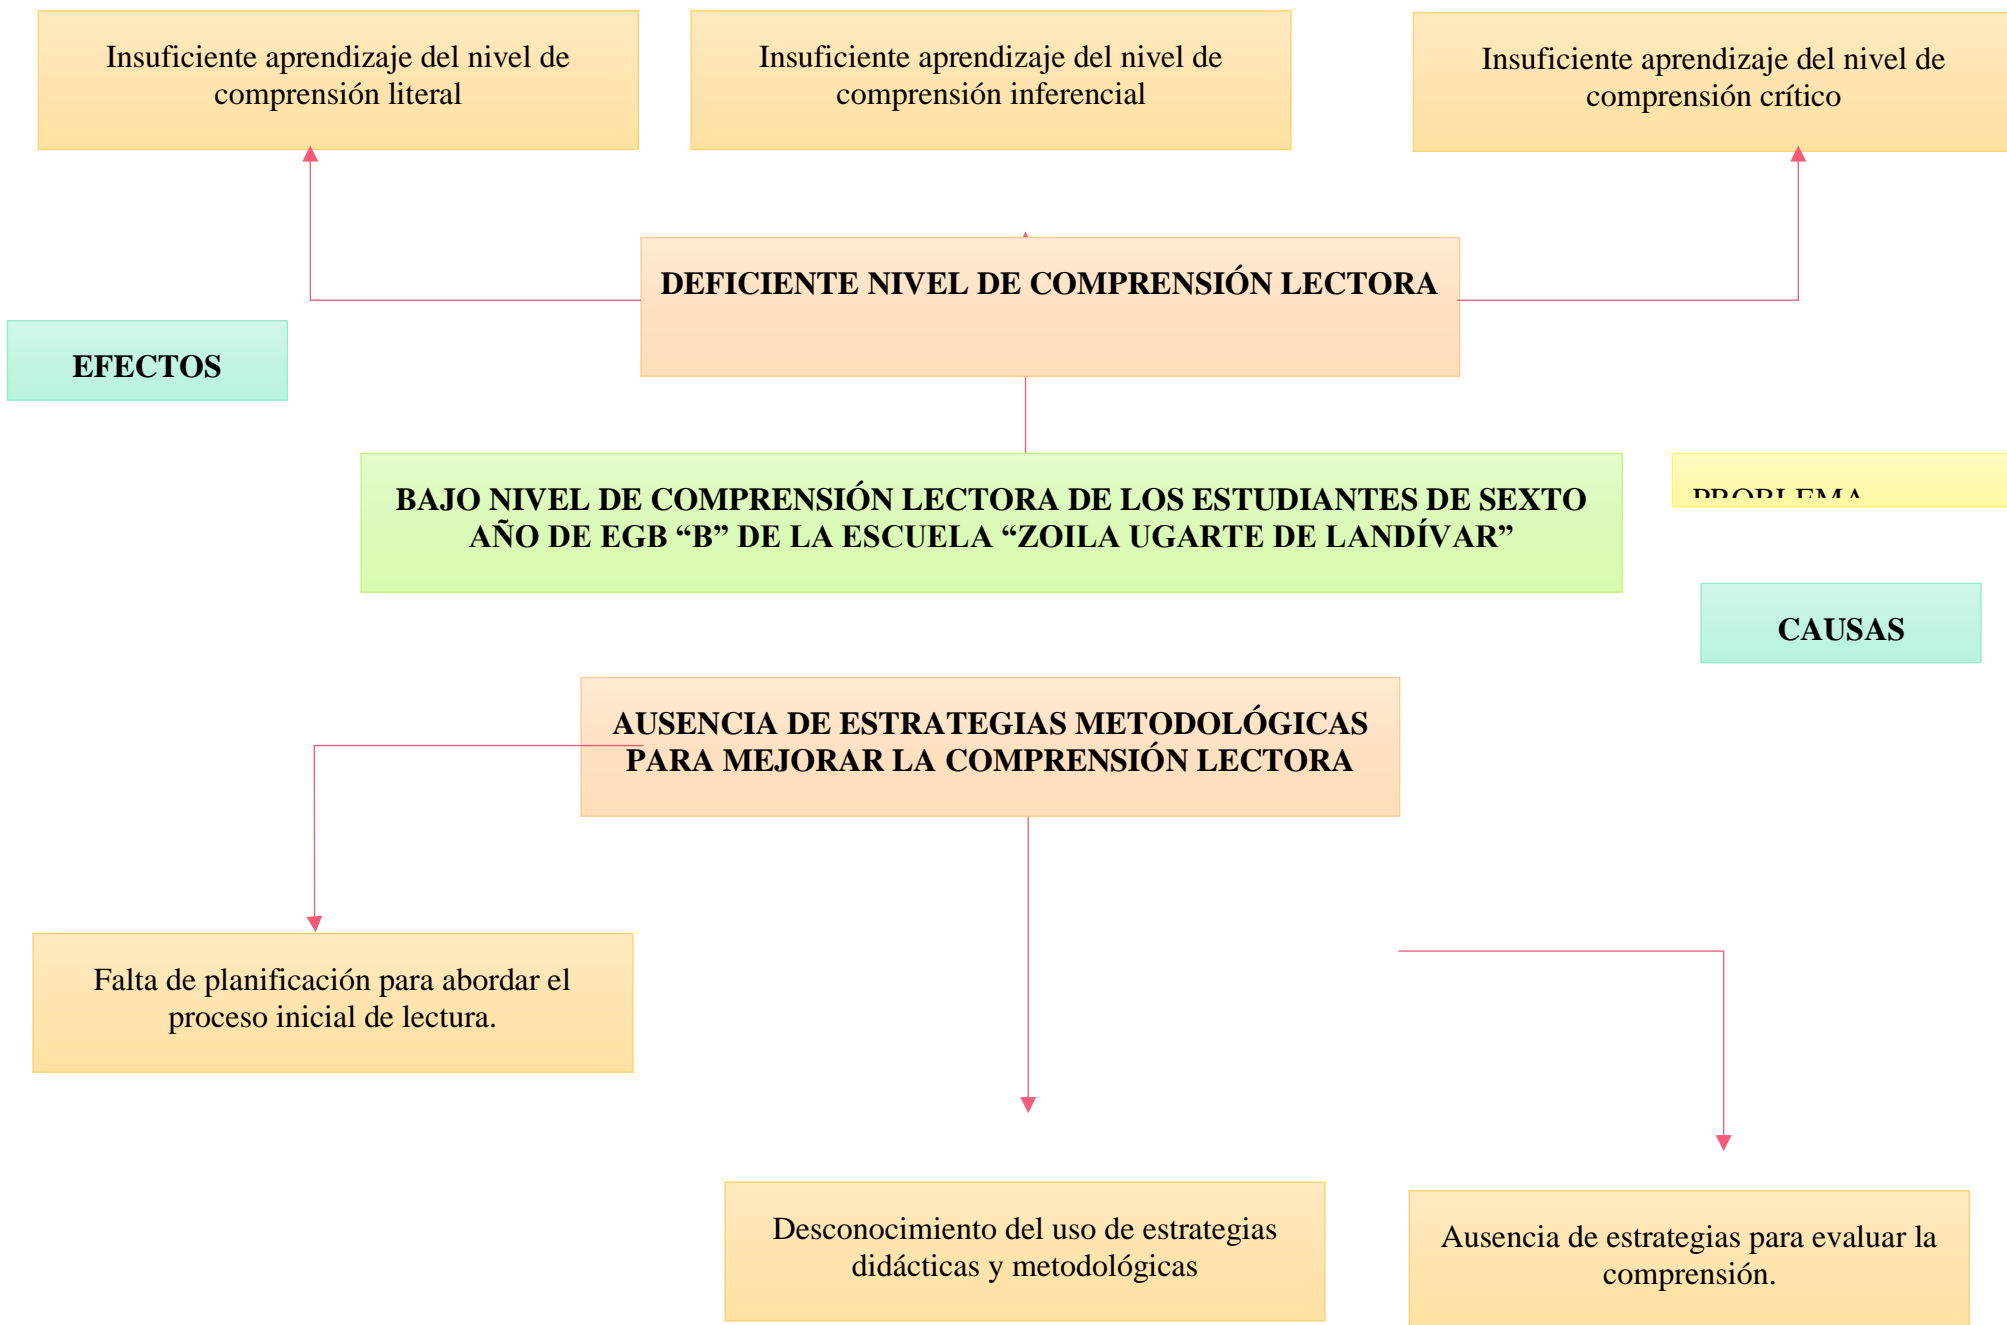 Insuficiente aprendizaje del nivel de
comprensión literal
Insuficiente aprendizaje del nivel de
comprensión inferencial
Insuficiente aprendizaje del nivel de
comprensión crítico
DEFICIENTE NIVEL DE COMPRENSIÓN LECTORA
EFECTOS
BAJO NIVEL DE COMPRENSIÓN LECTORA DE LOS ESTUDIANTES DE SEXTO
AÑO DE EGB “B” DE LA ESCUELA “ZOILA UGARTE DE LANDÍVAR”
PROBLEMA
CAUSAS
AUSENCIA DE ESTRATEGIAS METODOLÓGICAS
PARA MEJORAR LA COMPRENSIÓN LECTORA
Falta de planificación para abordar el
proceso inicial de lectura.
Desconocimiento del uso de estrategias
didácticas y metodológicas
Ausencia de estrategias para evaluar la
comprensión.